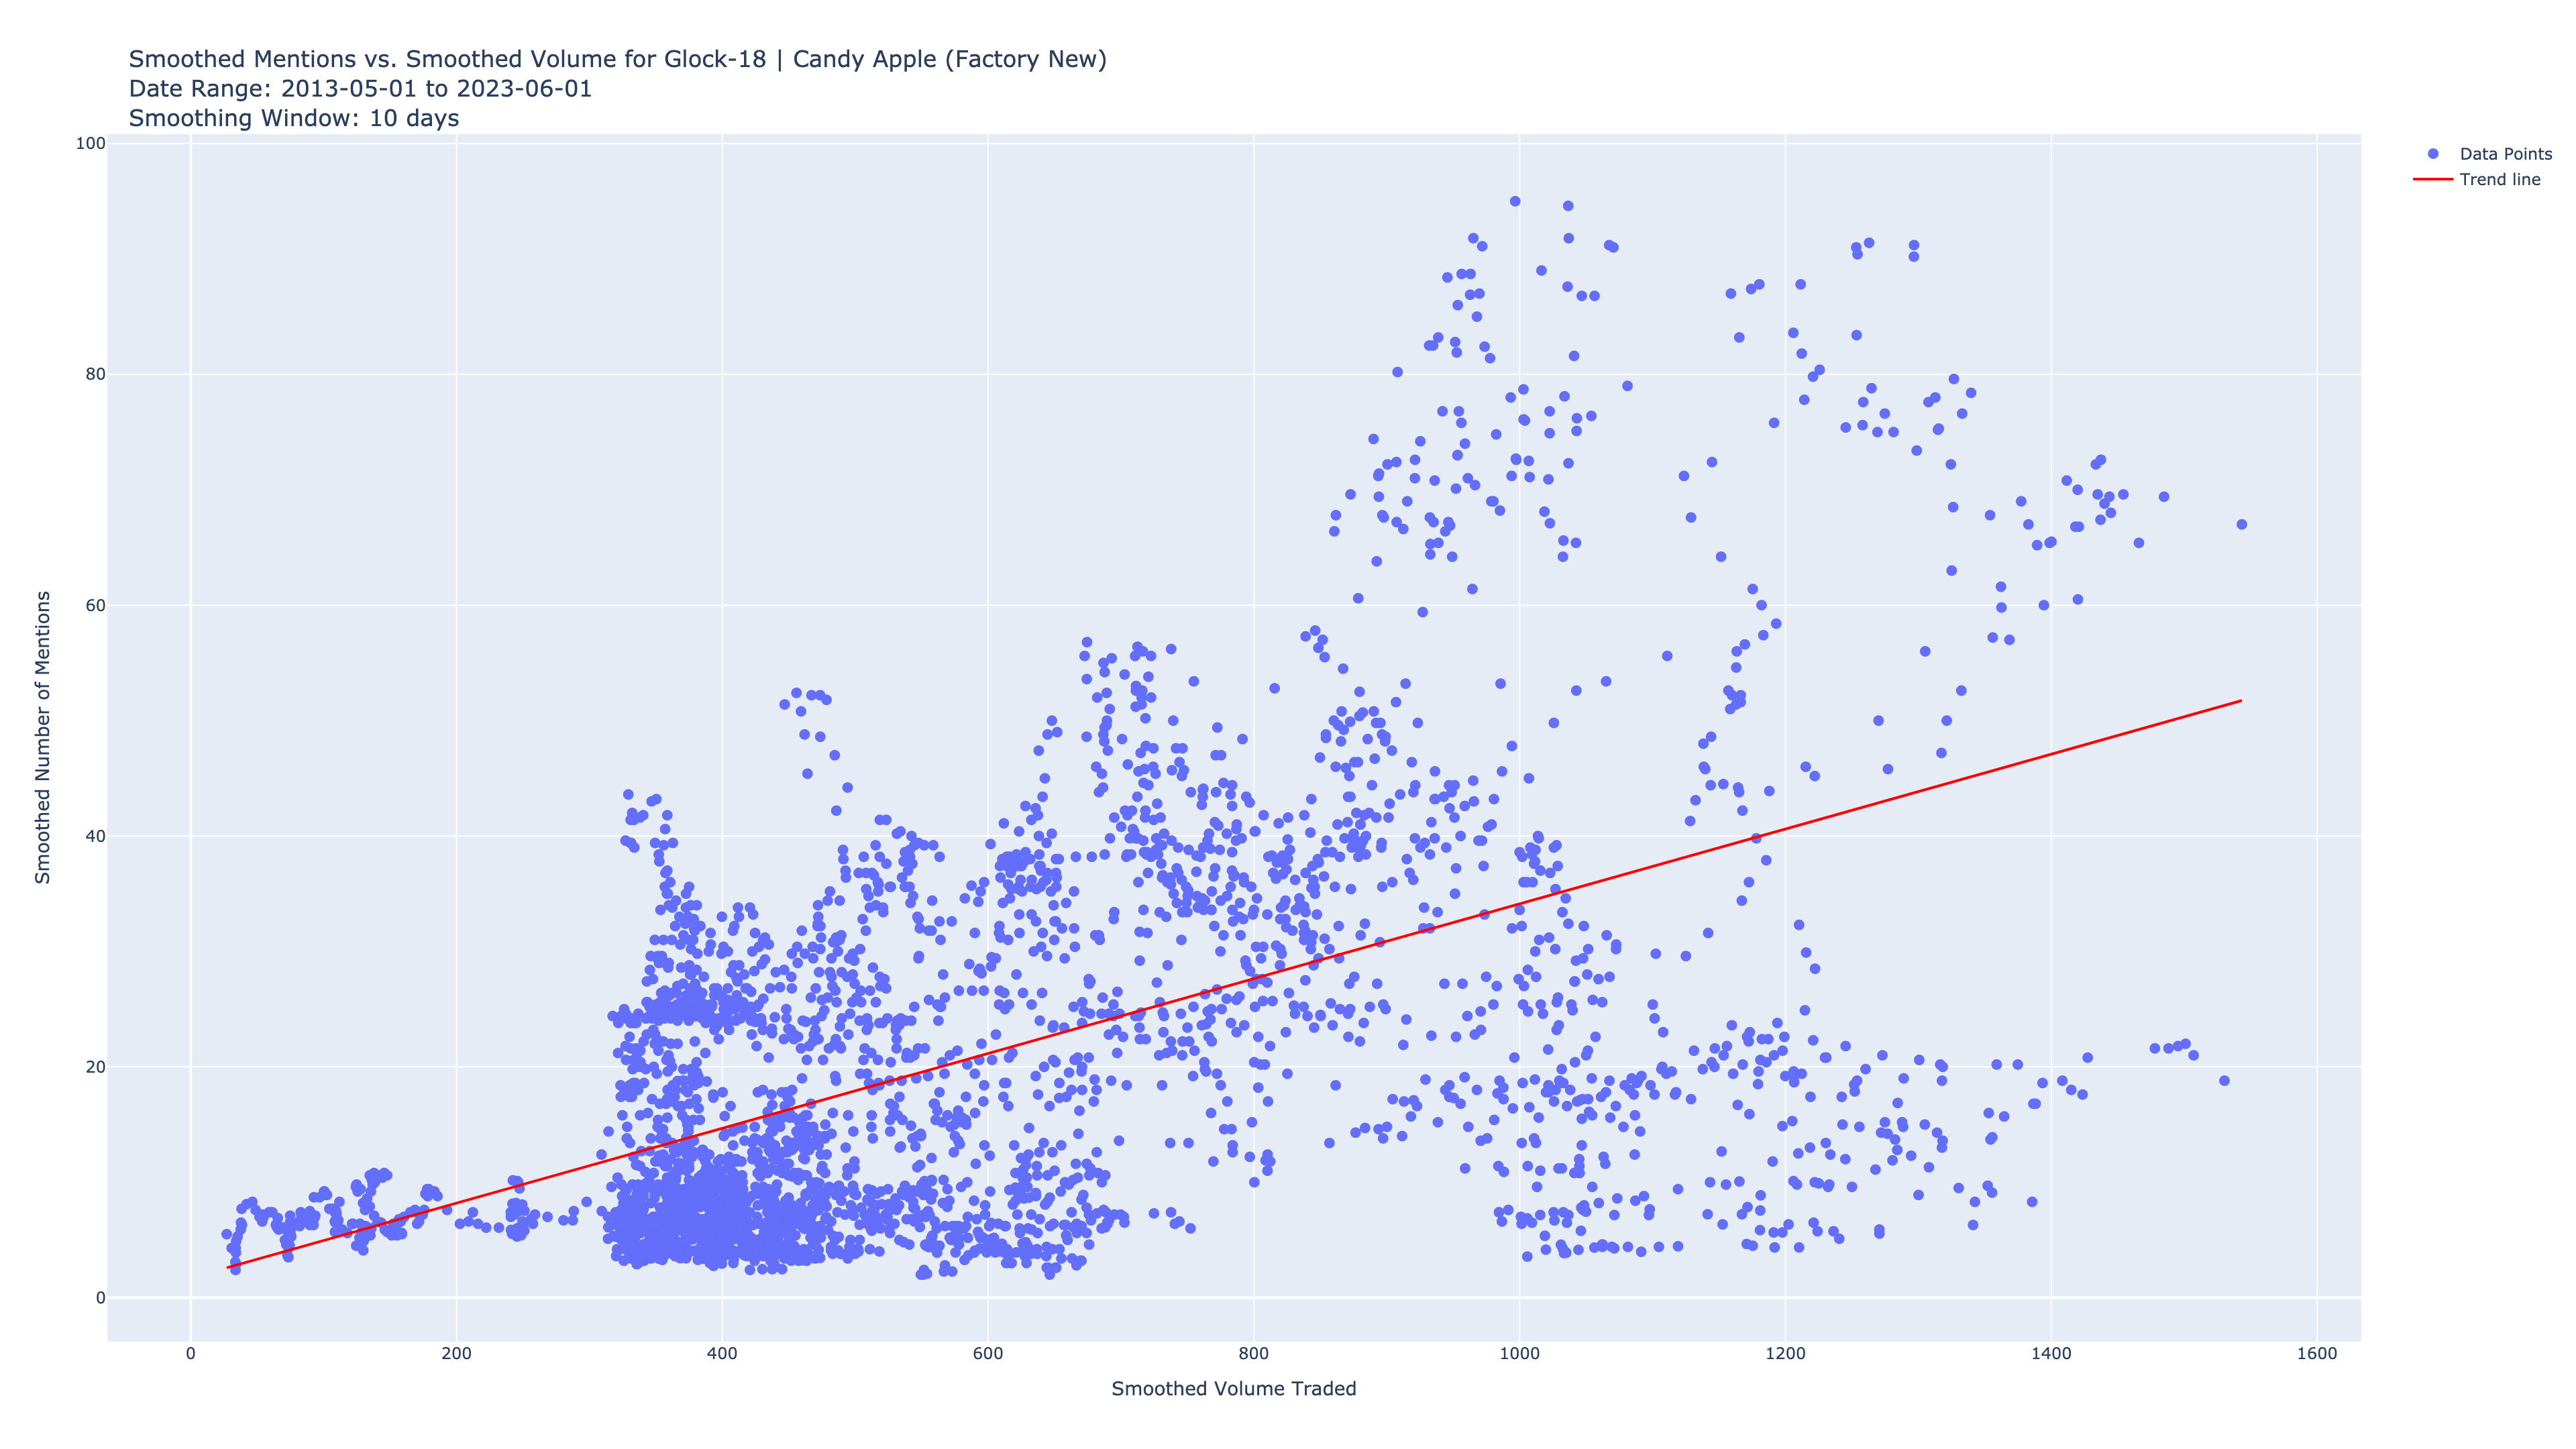 Smoothed Mentions vs. Smoothed Volume for Glock-18 | Candy Apple (Factory New)
Date Range: 2013-05-01 to 2023-06-01
Smoothing Window: 10 days
Data Points
Trend line
Smoothed Number of Mentions
100
80
60
40
20
0
0 200 400 600 800 1000 1200 1400 1600
Smoothed Volume Traded